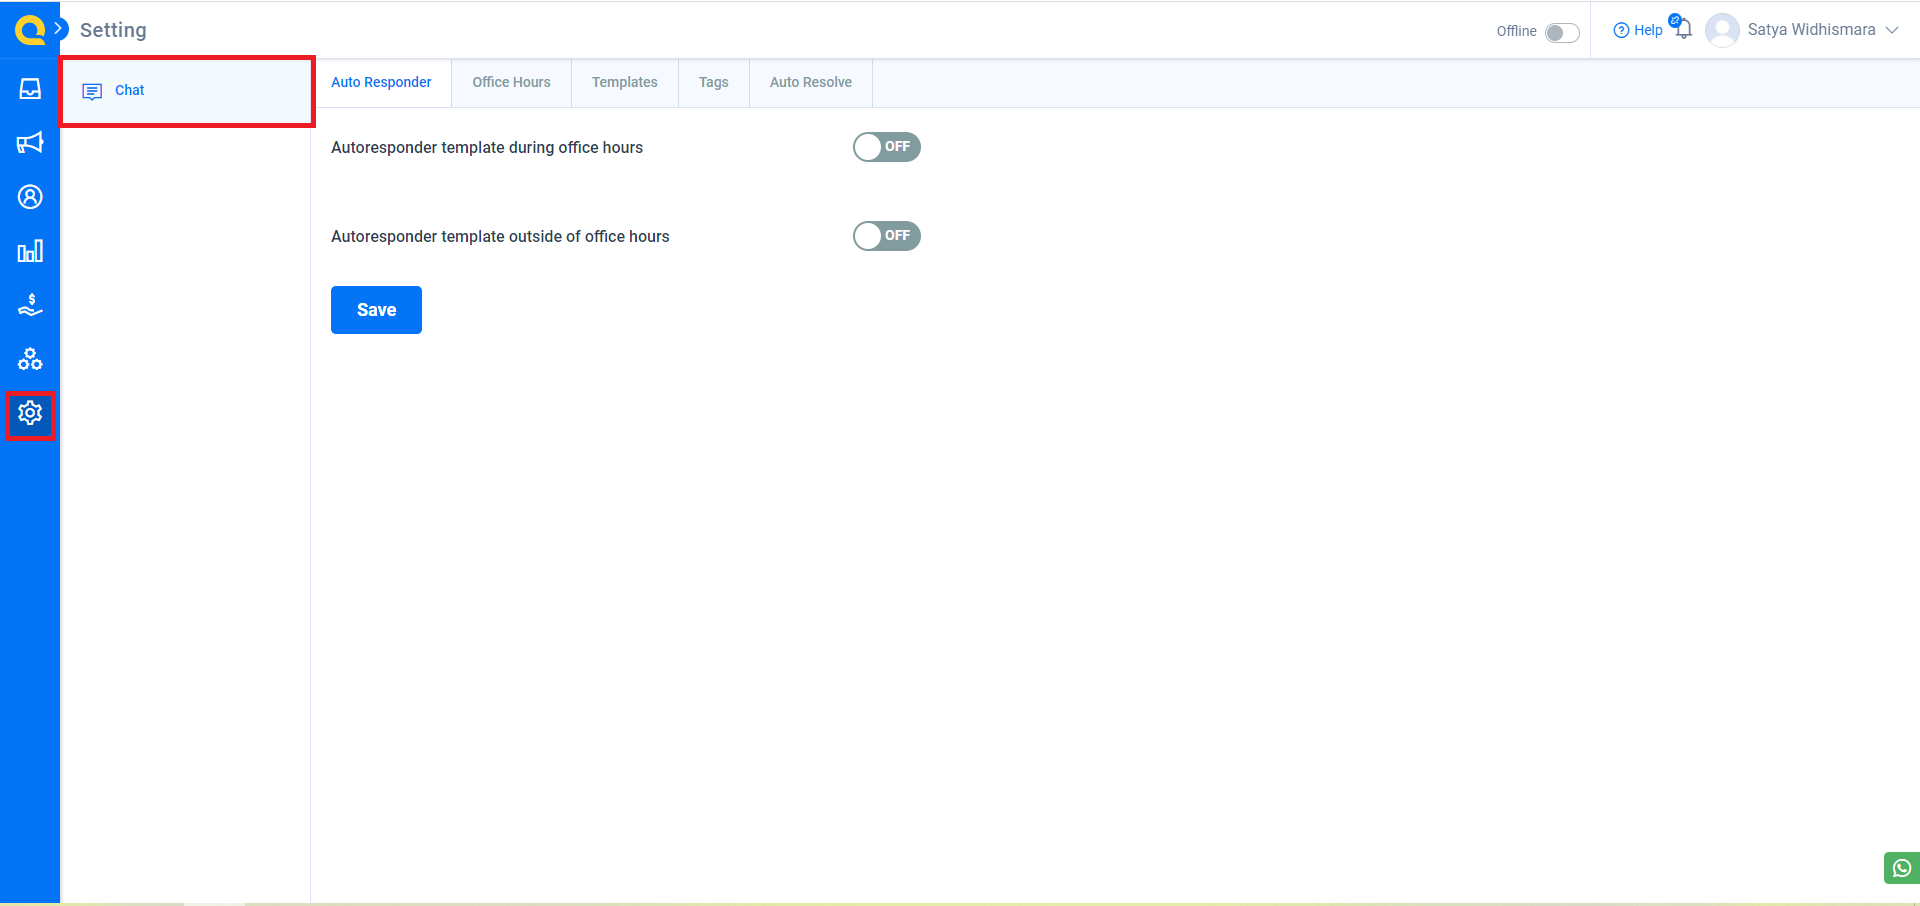 Setting
Offline
Help
Satya Widhismara
Chat
Auto Responder
Office Hours
Templates
Tags
Auto Resolve
Autoresponder template during office hours
OFF
Autoresponder template outside of office hours
OFF
Save